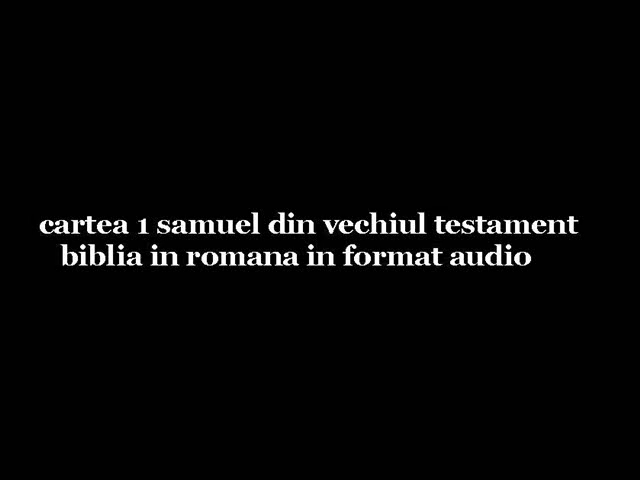 cartea 1 samuel din vechiul testament
biblia in romana in format audio